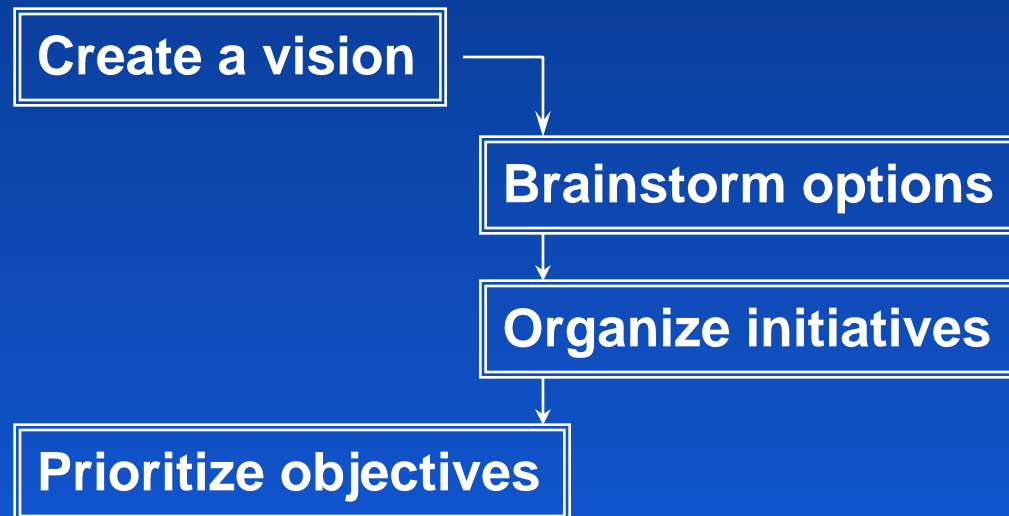 Create a vision
Brainstorm options
Organize initiatives
Prioritize objectives